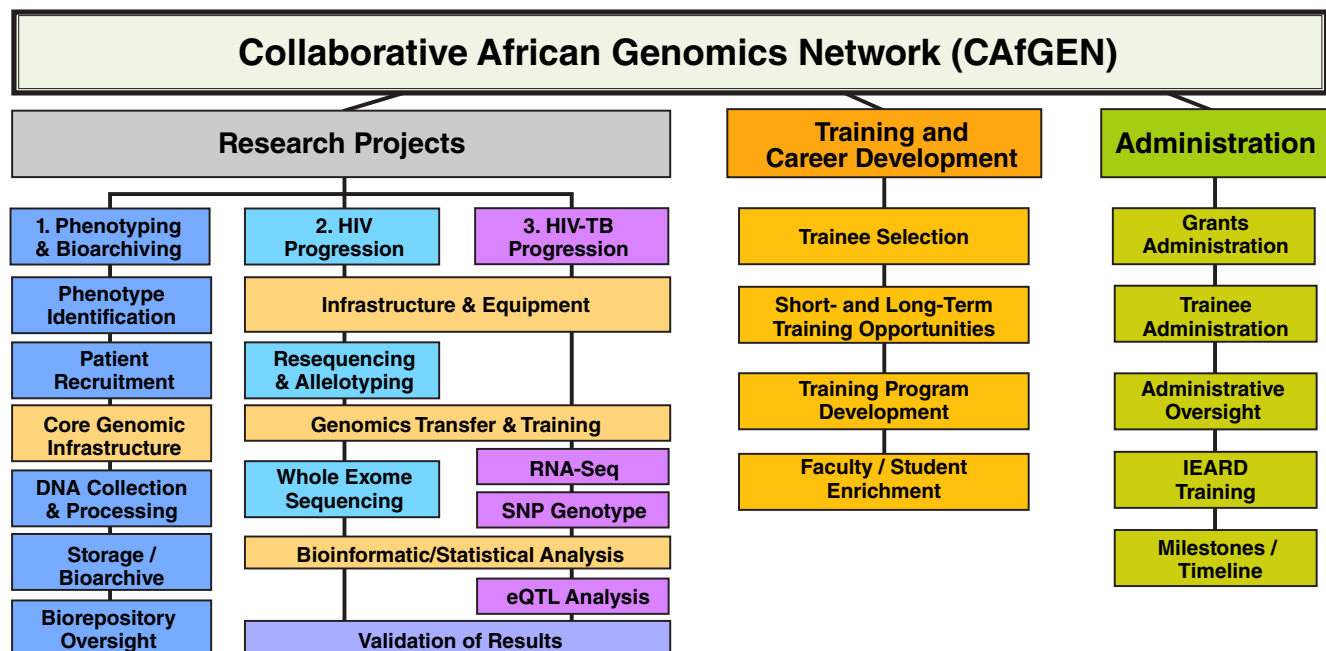 Collaborative African Genomics Network (CAfGEN)
Research Projects
Training and
Career Development
Administration
1. Phenotyping
& Bioarchiving
2. HIV
Progression
3. HIV-TB
Progression
Trainee Selection
Grants
Administration
Phenotype
Identification
Infrastructure & Equipment
Short- and Long-Term
Training Opportunities
Trainee
Administration
Patient
Recruitment
Resequencing
& Allelotyping
Training Program
Development
Administrative
Oversight
Core Genomic
Infrastructure
Genomics Transfer & Training
Faculty / Student
Enrichment
IEARD
Training
DNA Collection
& Processing
Whole Exome
Sequencing
RNA-Seq
SNP Genotype
Storage /
Bioarchive
Bioinformatic/Statistical Analysis
Milestones /
Timeline
eQTL Analysis
Biorepository
Oversight
Validation of Results